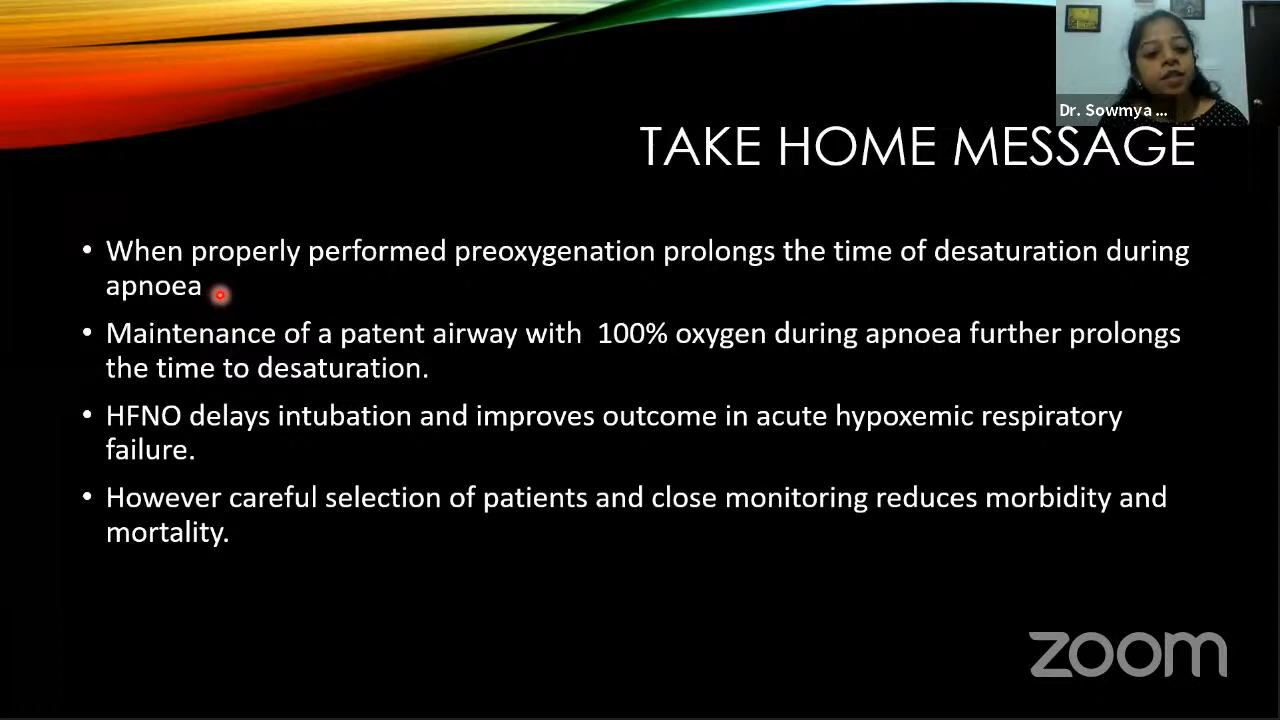 Dr. Sowmya ...
TAKE HOME MESSAGE
• When properly performed preoxygenation prolongs the time of desaturation during
apnoea
• Maintenance of a patent airway with  100% oxygen during apnoea further prolongs
the time to desaturation.
• HFNO delays intubation and improves outcome in acute hypoxemic respiratory
failure.
• However careful selection of patients and close monitoring reduces morbidity and
mortality.
zoom